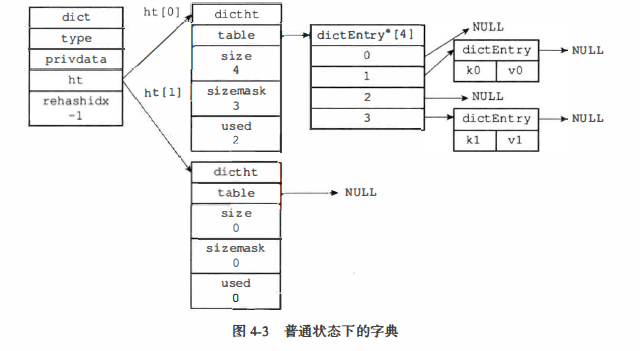 dict
type
privdata
ht
rehashidx
-1
ht[0]
ht[1]
dictht
table
size
4
sizemask
3
used
2
dictEntry*[4]
0
1
2
3
NULL
dictEntry
k0 v0
NULL
NULL
dictEntry
k1 v1
NULL
dictht
table
size
0
sizemask
0
used
0
NULL
图 4-3 普通状态下的字典